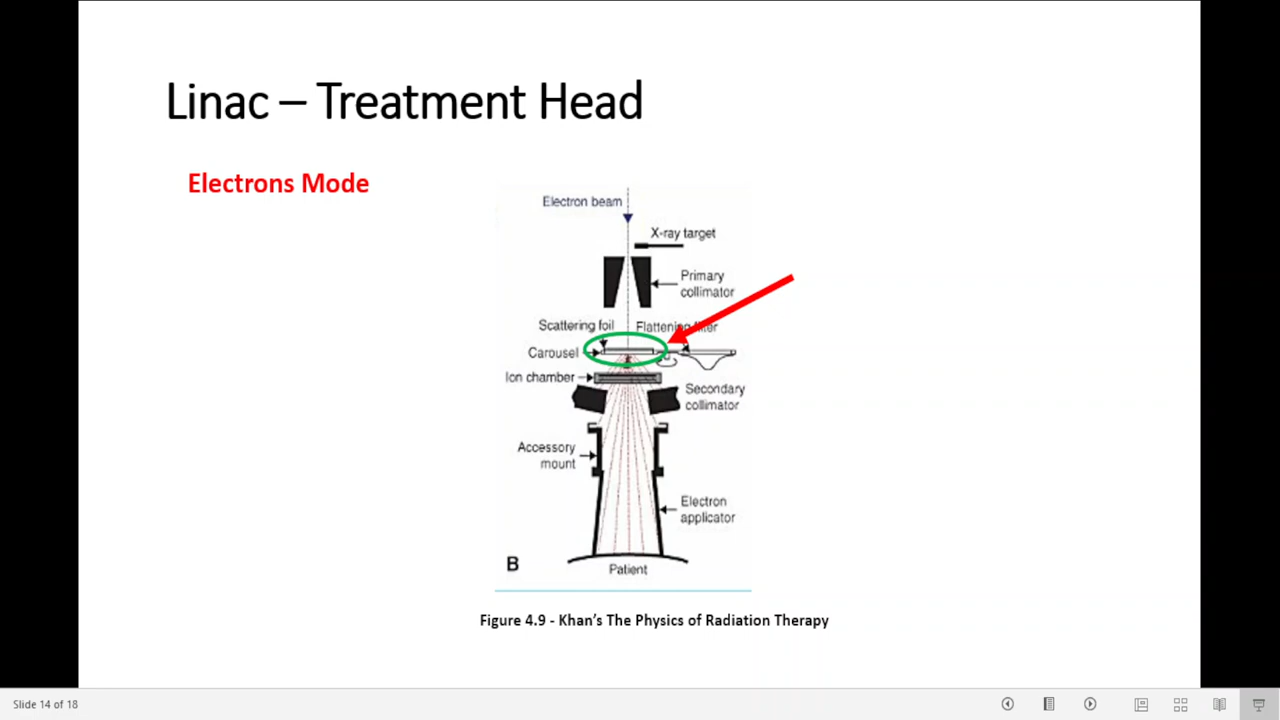 Linac – Treatment Head
Electrons Mode
Electron beam
X-ray target
Primary
collimator
Scattering foil
Flattening filter
Carousel
Ion chamber
Secondary
collimator
Accessory
mount
Electron
applicator
B
Patient
Figure 4.9 - Khan’s The Physics of Radiation Therapy
Slide 14 of 18